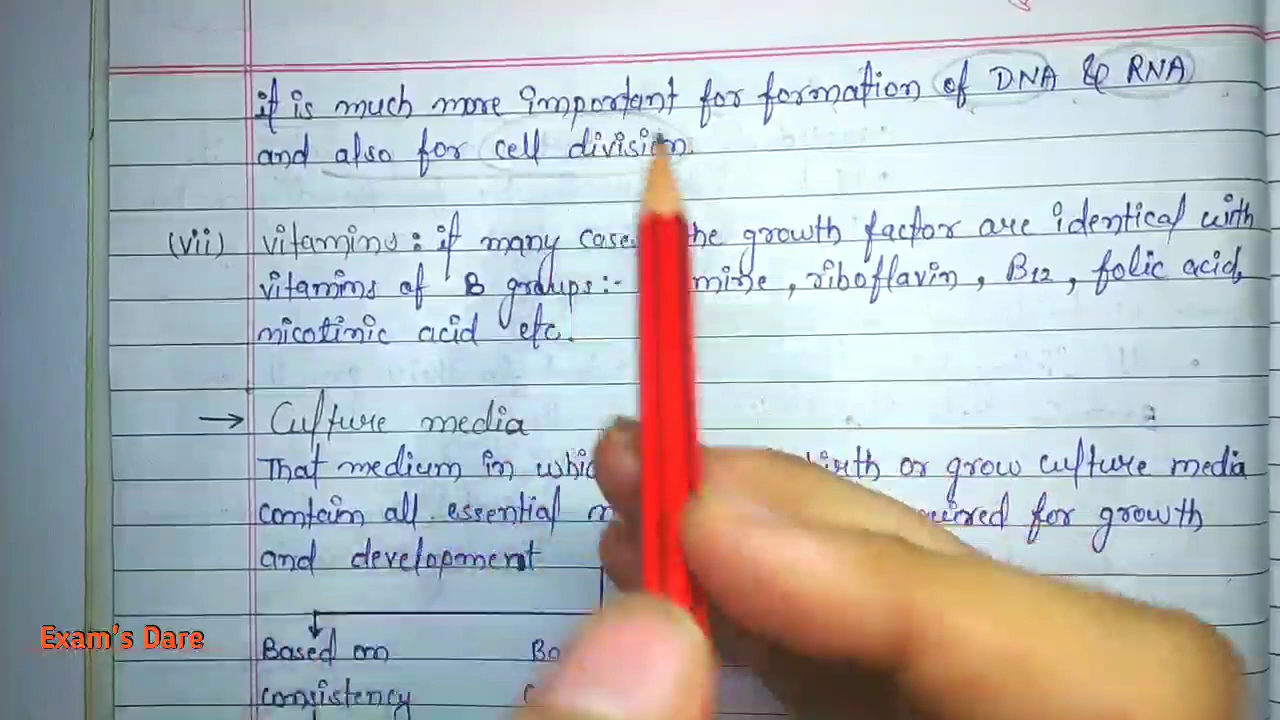 it is much more important for formation of DNA & RNA
and also for cell division.
(vii) vitamins : if many case the growth factor are identical with
vitamins of B groups :- mine , riboflavin , B12 , folic acid,
nicotinic acid etc.
→ Culture media
That medium in which or grow culture media
contain all essential for growth
and development
Exam's Dare
Based on
consistency